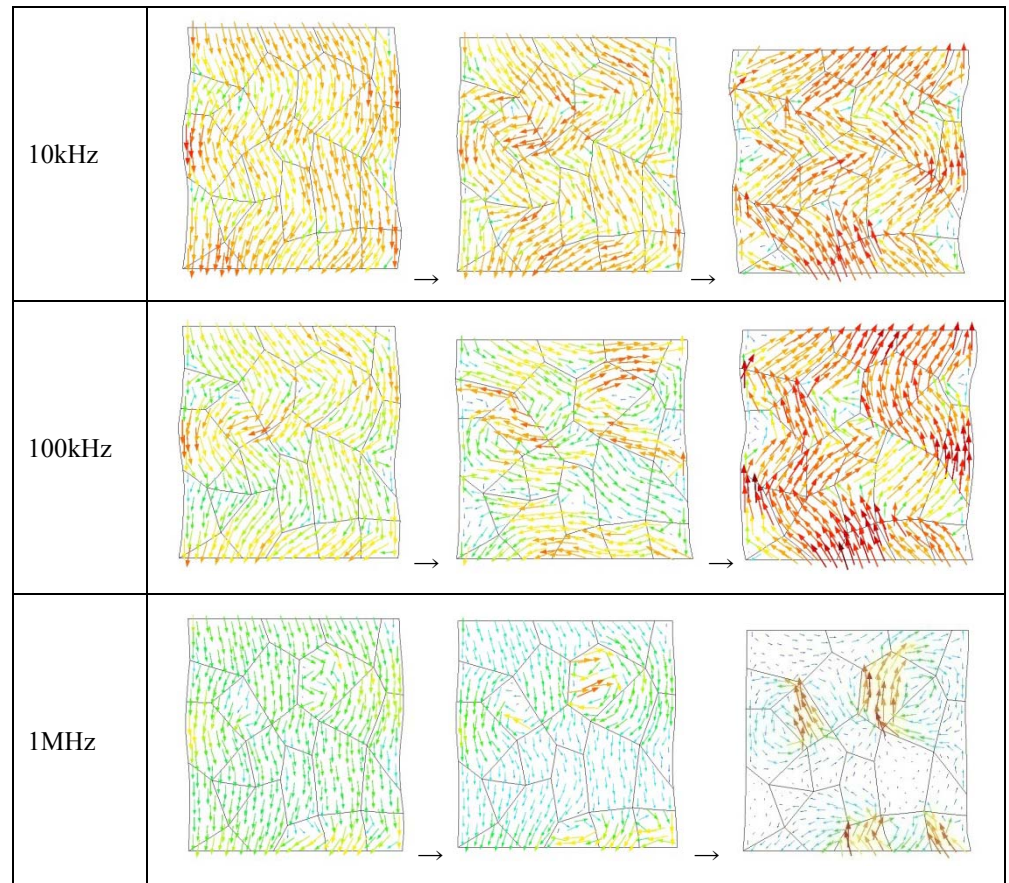 10kHz
→ →
100kHz
→ →
1MHz
→ →